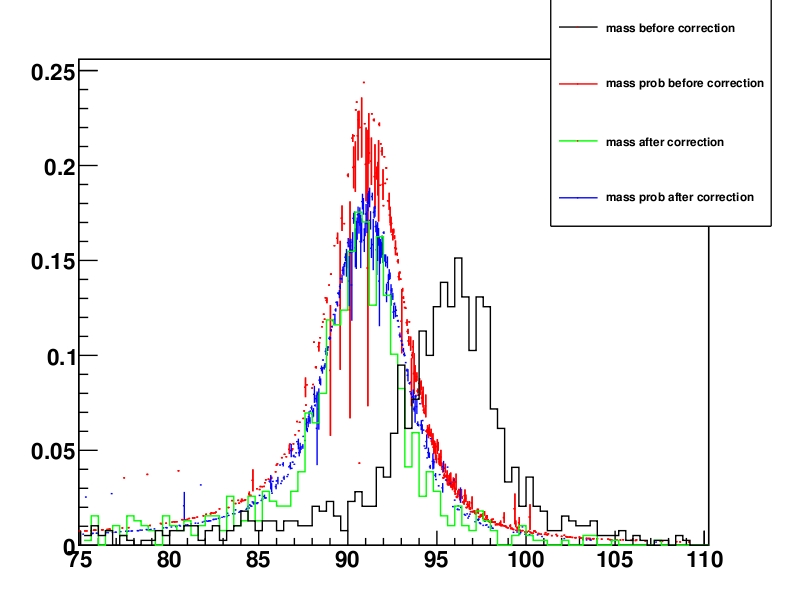 mass before correction
mass prob before correction
mass after correction
mass prob after correction
0.25
0.2
0.15
0.1
0.05
0
75 80 85 90 95 100 105 110